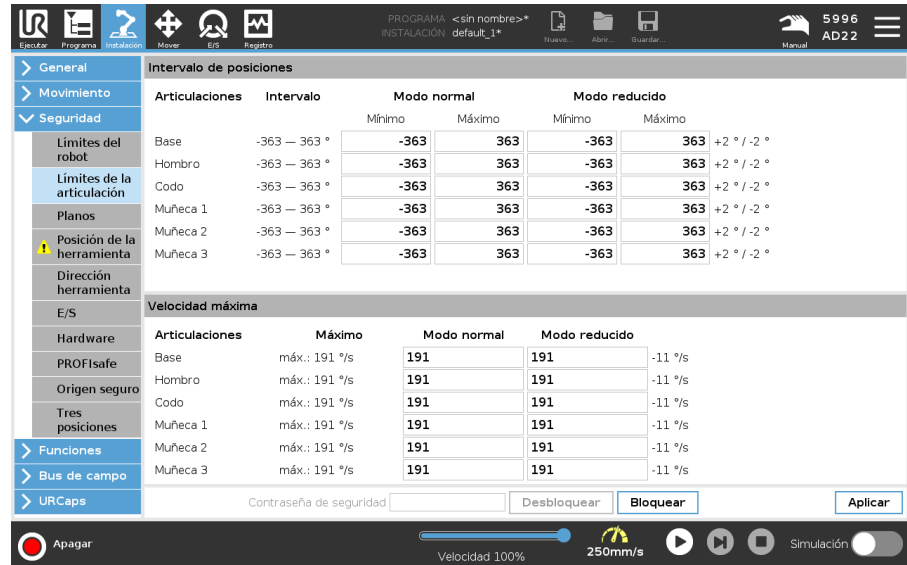 PROGRAMA <sin nombre>*
INSTALACIÓN default_1*
Ejecutar Programa Instalación Mover E/S Registro Nuevo... Abrir... Guardar... Manual 5996 AD22
General
Movimiento
Seguridad
Límites del robot
Límites de la articulación
Planos
Posición de la herramienta
Dirección herramienta
E/S
Hardware
PROFIsafe
Origen seguro
Tres posiciones
Funciones
Bus de campo
URCaps
Intervalo de posiciones
Articulaciones Intervalo Modo normal Modo reducido
Mínimo Máximo Mínimo Máximo
Base -363 — 363 ° -363 363 -363 363 +2 ° / -2 °
Hombro -363 — 363 ° -363 363 -363 363 +2 ° / -2 °
Codo -363 — 363 ° -363 363 -363 363 +2 ° / -2 °
Muñeca 1 -363 — 363 ° -363 363 -363 363 +2 ° / -2 °
Muñeca 2 -363 — 363 ° -363 363 -363 363 +2 ° / -2 °
Muñeca 3 -363 — 363 ° -363 363 -363 363 +2 ° / -2 °
Velocidad máxima
Articulaciones Máximo Modo normal Modo reducido
Base máx.: 191 °/s 191 191 -11 °/s
Hombro máx.: 191 °/s 191 191 -11 °/s
Codo máx.: 191 °/s 191 191 -11 °/s
Muñeca 1 máx.: 191 °/s 191 191 -11 °/s
Muñeca 2 máx.: 191 °/s 191 191 -11 °/s
Muñeca 3 máx.: 191 °/s 191 191 -11 °/s
Contraseña de seguridad Desbloquear Bloquear Aplicar
Apagar Velocidad 100% 250mm/s Simulación